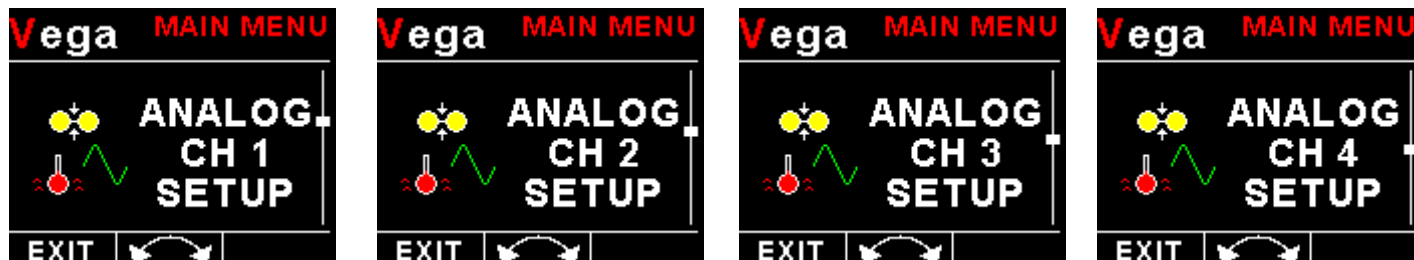 Vega MAIN MENU
ANALOG
CH 1
SETUP
EXIT
Vega MAIN MENU
ANALOG
CH 2
SETUP
EXIT
Vega MAIN MENU
ANALOG
CH 3
SETUP
EXIT
Vega MAIN MENU
ANALOG
CH 4
SETUP
EXIT